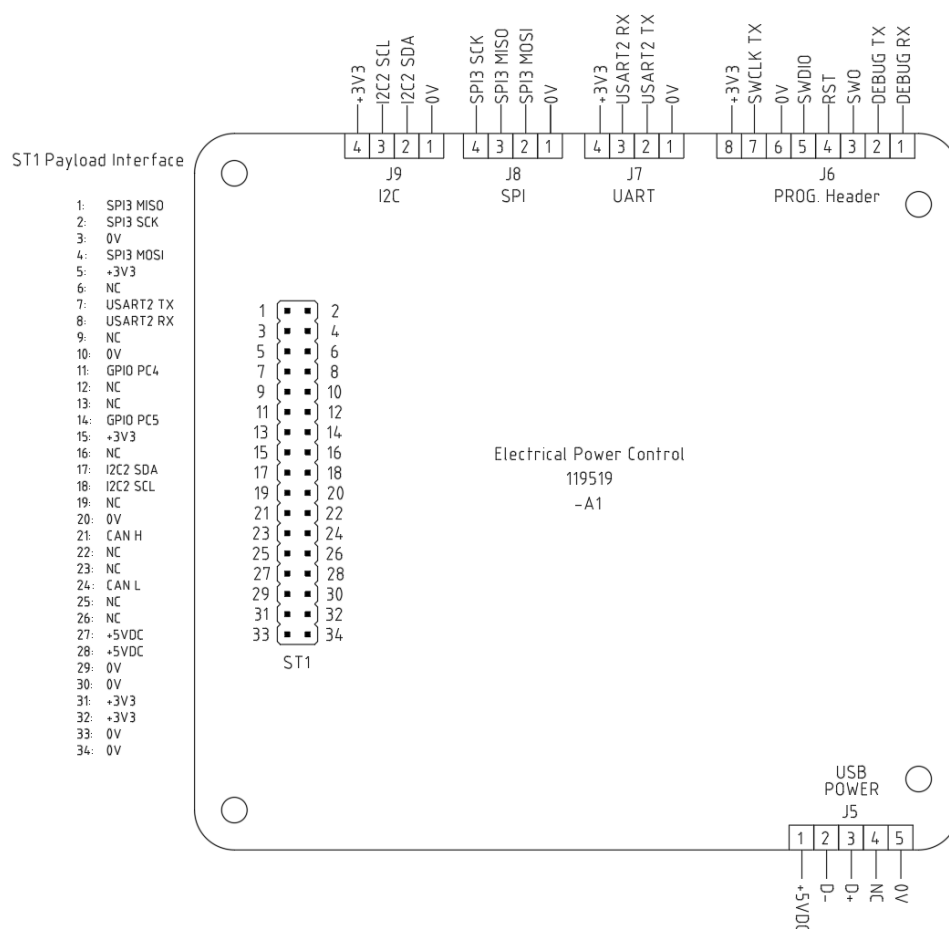 +3V3
I2C2 SCL
I2C2 SDA
0V
SPI3 SCK
SPI3 MISO
SPI3 MOSI
0V
+3V3
USART2 RX
USART2 TX
0V
+3V3
SWCLK TX
0V
SWDIO
RST
SWO
DEBUG TX
DEBUG RX
4 3 2 1
4 3 2 1
4 3 2 1
8 7 6 5 4 3 2 1
J9
I2C
J8
SPI
J7
UART
J6
PROG. Header
ST1 Payload Interface
1: SPI3 MISO
2: SPI3 SCK
3: 0V
4: SPI3 MOSI
5: +3V3
6: NC
7: USART2 TX
8: USART2 RX
9: NC
10: 0V
11: GPIO PC4
12: NC
13: NC
14: GPIO PC5
15: +3V3
16: NC
17: I2C2 SDA
18: I2C2 SCL
19: NC
20: 0V
21: CAN H
22: NC
23: NC
24: CAN L
25: NC
26: NC
27: +5VDC
28: +5VDC
29: 0V
30: 0V
31: +3V3
32: +3V3
33: 0V
34: 0V
1 2
3 4
5 6
7 8
9 10
11 12
13 14
15 16
17 18
19 20
21 22
23 24
25 26
27 28
29 30
31 32
33 34
ST1
Electrical Power Control
119519
-A1
USB
POWER
J5
1 2 3 4 5
+5VDC
D-
D+
NC
0V